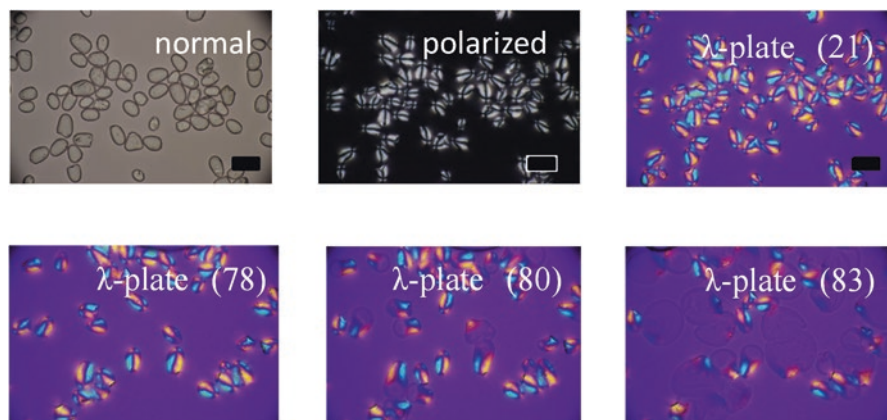 normal
polarized
λ-plate (21)
λ-plate (78)
λ-plate (80)
λ-plate (83)